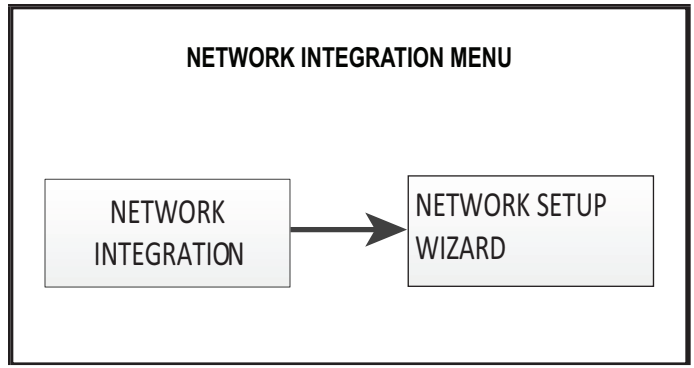 NETWORK INTEGRATION MENU
NETWORK
INTEGRATION
NETWORK SETUP
WIZARD